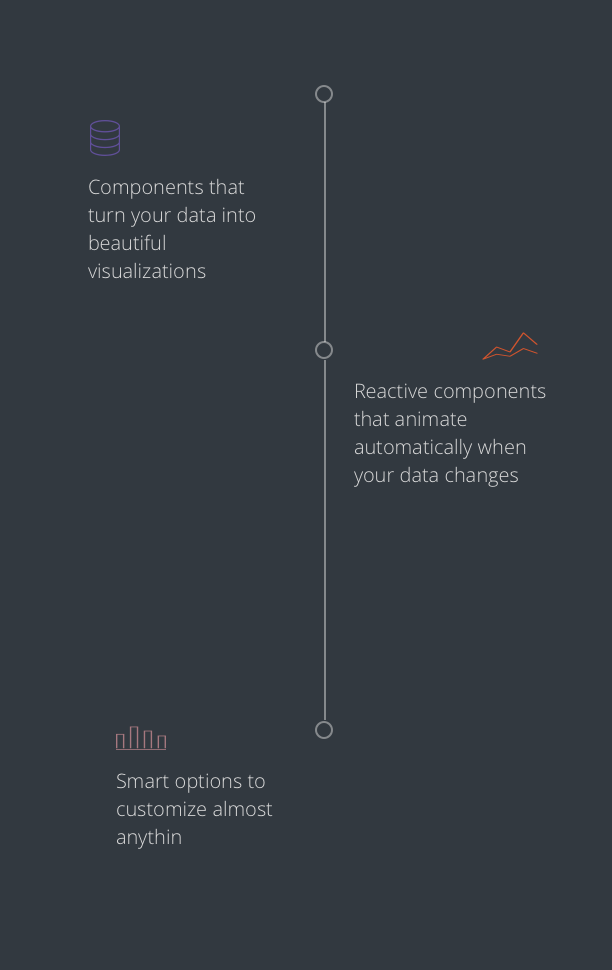 Components that
turn your data into
beautiful
visualizations
Reactive components
that animate
automatically when
your data changes
Smart options to
customize almost
anythin